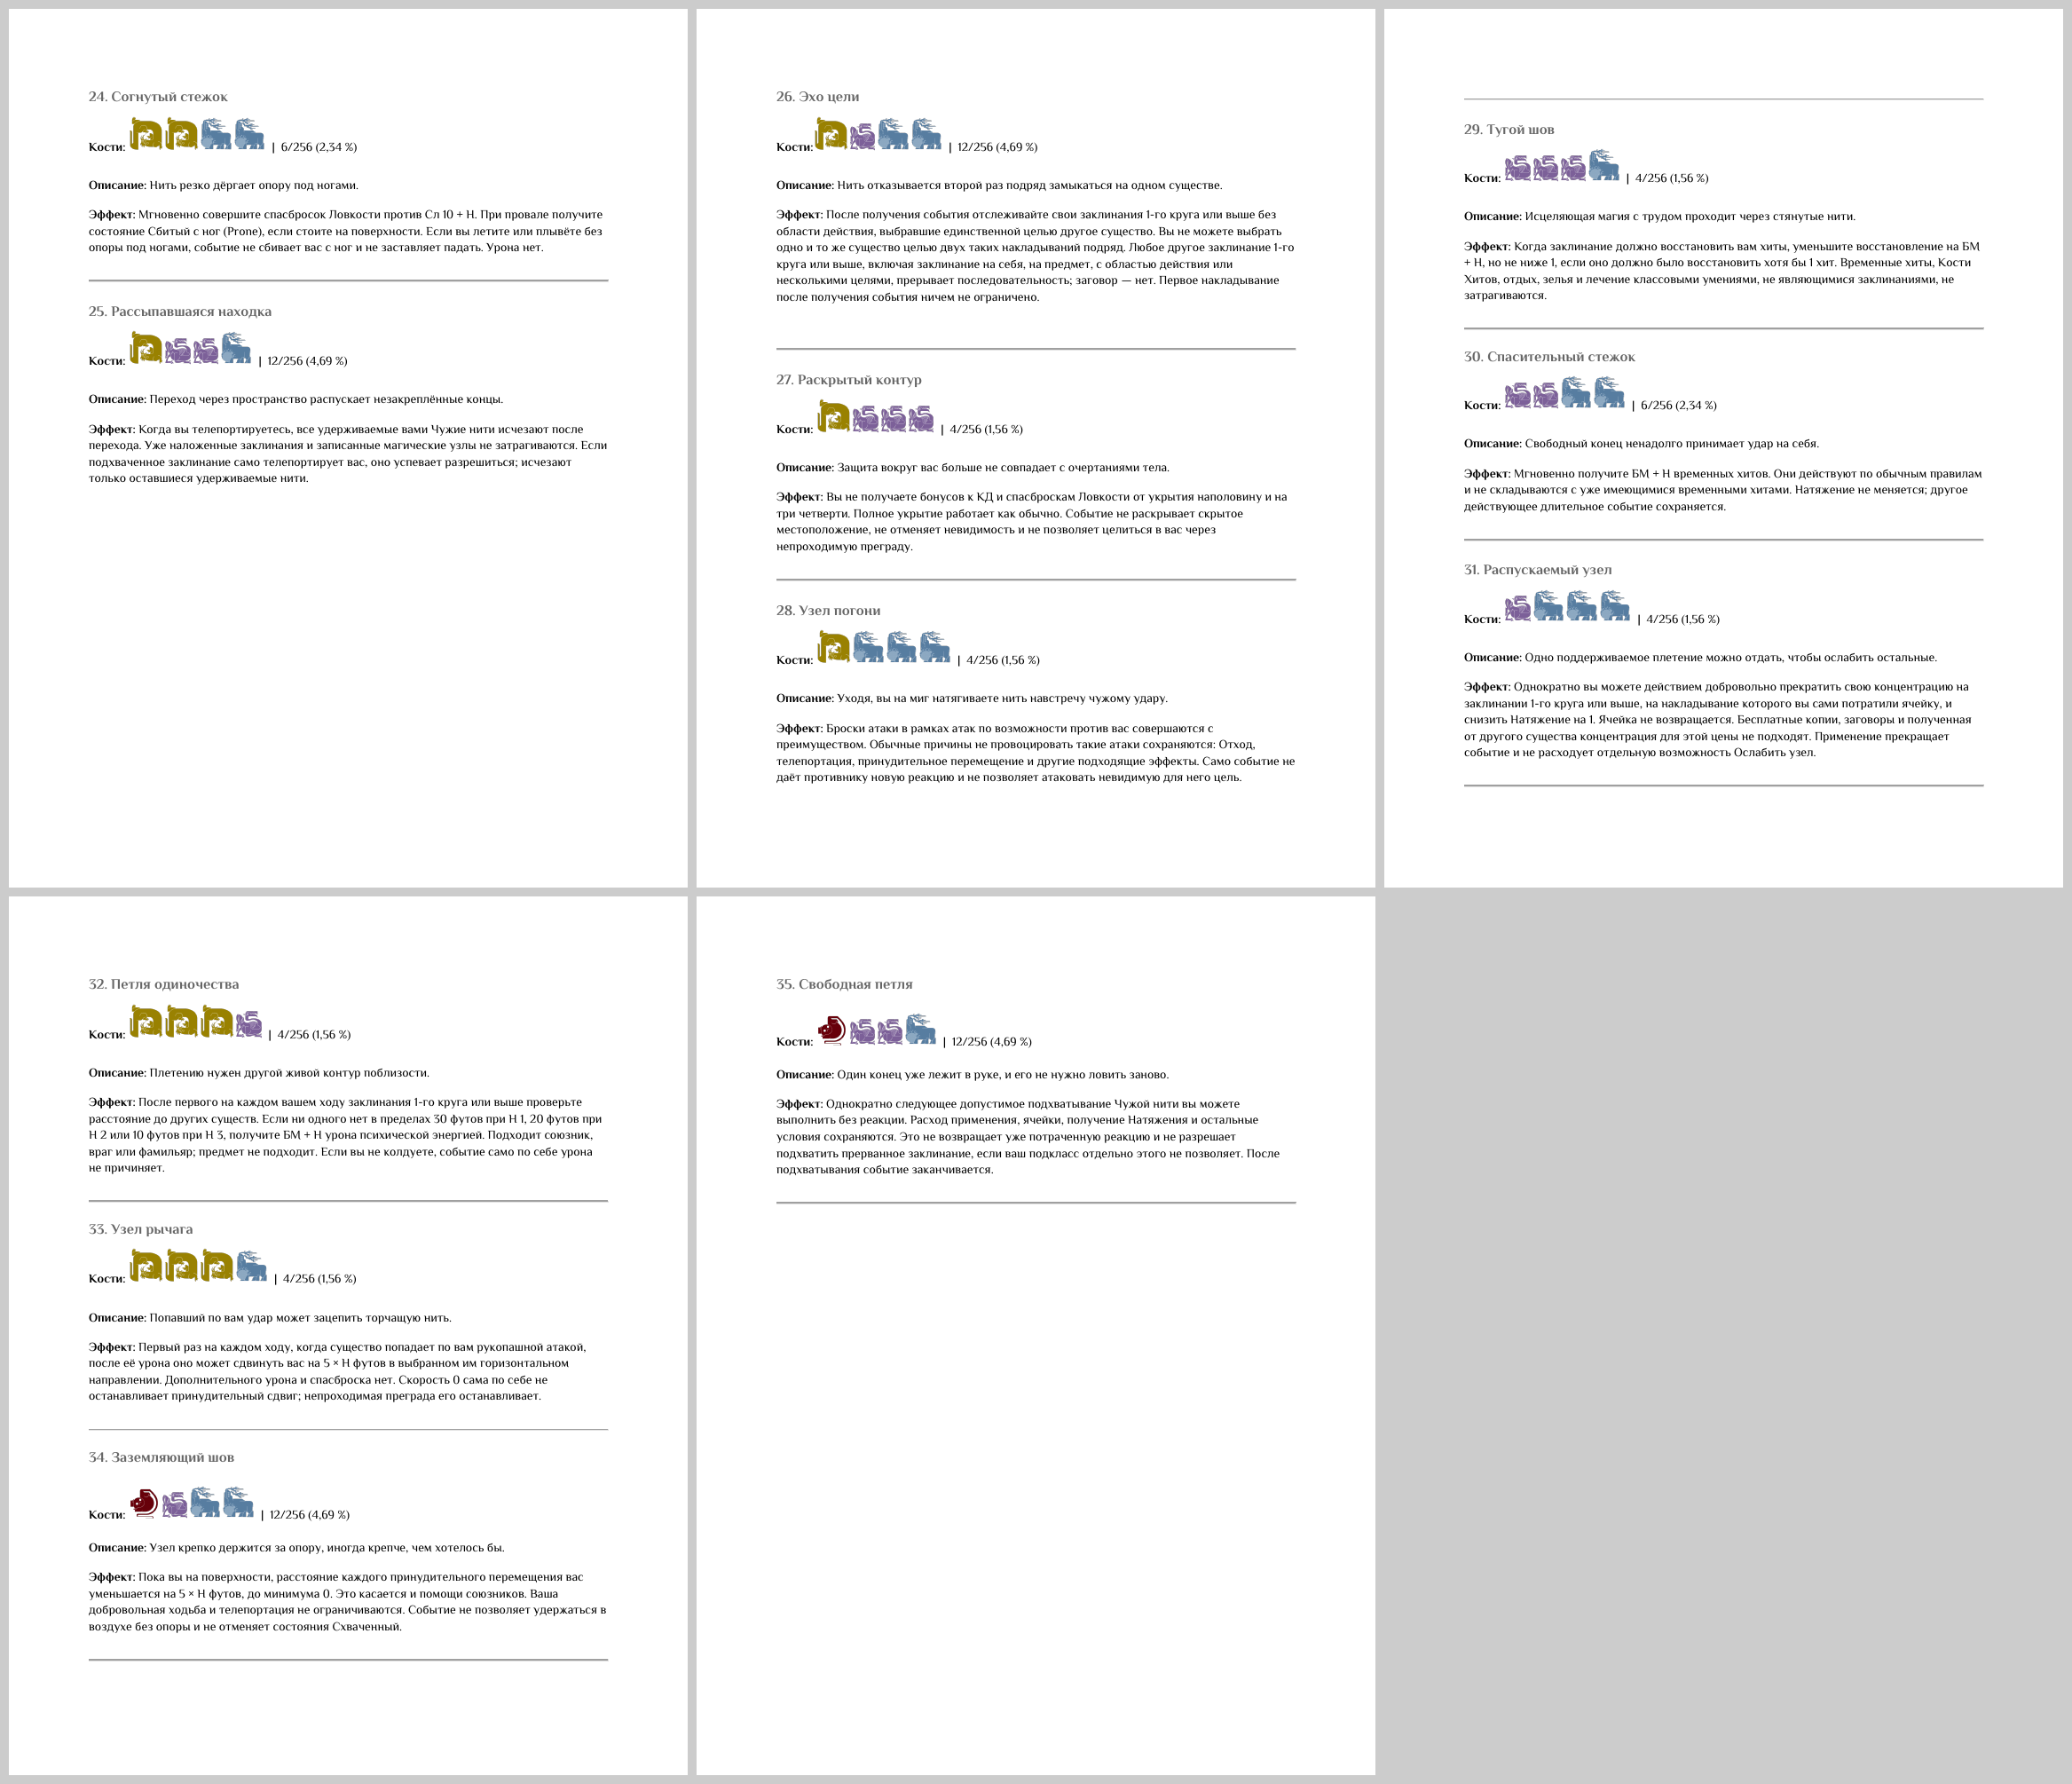 24. Согнутый стежок
Кости: | 6/256 (2,34 %)
Описание: Нить резко дёргает опору под ногами.
Эффект: Мгновенно совершите спасбросок Ловкости против Сл 10 + Н. При провале получите
состояние Сбитый с ног (Prone), если стоите на поверхности. Если вы летите или плывёте без
опоры под ногами, событие не сбивает вас с ног и не заставляет падать. Урона нет.
25. Рассыпавшаяся находка
Кости: | 12/256 (4,69 %)
Описание: Переход через пространство распускает незакреплённые концы.
Эффект: Когда вы телепортируетесь, все удерживаемые вами Чужие нити исчезают после
перехода. Уже наложенные заклинания и записанные магические узлы не затрагиваются. Если
подхваченное заклинание само телепортирует вас, оно успевает разрешиться; исчезают
только оставшиеся удерживаемые нити.
26. Эхо цели
Кости: | 12/256 (4,69 %)
Описание: Нить отказывается второй раз подряд замыкаться на одном существе.
Эффект: После получения события отслеживайте свои заклинания 1-го круга или выше без
области действия, выбравшие единственной целью другое существо. Вы не можете выбрать
одно и то же существо целью двух таких накладываний подряд. Любое другое заклинание 1-го
круга или выше, включая заклинание на себя, на предмет, с областью действия или
несколькими целями, прерывает последовательность; заговор — нет. Первое накладывание
после получения события ничем не ограничено.
27. Раскрытый контур
Кости: | 4/256 (1,56 %)
Описание: Защита вокруг вас больше не совпадает с очертаниями тела.
Эффект: Вы не получаете бонусов к КД и спасброскам Ловкости от укрытия наполовину и на
три четверти. Полное укрытие работает как обычно. Событие не раскрывает скрытое
местоположение, не отменяет невидимость и не позволяет целиться в вас через
непроходимую преграду.
28. Узел погони
Кости: | 4/256 (1,56 %)
Описание: Уходя, вы на миг натягиваете нить навстречу чужому удару.
Эффект: Броски атаки в рамках атак по возможности против вас совершаются с
преимуществом. Обычные причины не провоцировать такие атаки сохраняются: Отход,
телепортация, принудительное перемещение и другие подходящие эффекты. Само событие не
даёт противнику новую реакцию и не позволяет атаковать невидимую для него цель.
29. Тугой шов
Кости: | 4/256 (1,56 %)
Описание: Исцеляющая магия с трудом проходит через стянутые нити.
Эффект: Когда заклинание должно восстановить вам хиты, уменьшите восстановление на БМ
+ Н, но не ниже 1, если оно должно было восстановить хотя бы 1 хит. Временные хиты, Кости
Хитов, отдых, зелья и лечение классовыми умениями, не являющимися заклинаниями, не
затрагиваются.
30. Спасительный стежок
Кости: | 6/256 (2,34 %)
Описание: Свободный конец ненадолго принимает удар на себя.
Эффект: Мгновенно получите БМ + Н временных хитов. Они действуют по обычным правилам
и не складываются с уже имеющимися временными хитами. Натяжение не меняется; другое
действующее длительное событие сохраняется.
31. Распускаемый узел
Кости: | 4/256 (1,56 %)
Описание: Одно поддерживаемое плетение можно отдать, чтобы ослабить остальные.
Эффект: Однократно вы можете действием добровольно прекратить свою концентрацию на
заклинании 1-го круга или выше, на накладывание которого вы сами потратили ячейку, и
снизить Натяжение на 1. Ячейка не возвращается. Бесплатные копии, заговоры и полученная
от другого существа концентрация для этой цены не подходят. Применение прекращает
событие и не расходует отдельную возможность Ослабить узел.
32. Петля одиночества
Кости: | 4/256 (1,56 %)
Описание: Плетению нужен другой живой контур поблизости.
Эффект: После первого на каждом вашем ходу заклинания 1-го круга или выше проверьте
расстояние до других существ. Если ни одного нет в пределах 30 футов при Н 1, 20 футов при
Н 2 или 10 футов при Н 3, получите БМ + Н урона психической энергией. Подходит союзник,
враг или фамильяр; предмет не подходит. Если вы не колдуете, событие само по себе урона
не причиняет.
33. Узел рычага
Кости: | 4/256 (1,56 %)
Описание: Попавший по вам удар может зацепить торчащую нить.
Эффект: Первый раз на каждом ходу, когда существо попадает по вам рукопашной атакой,
после её урона оно может сдвинуть вас на 5 × Н футов в выбранном им горизонтальном
направлении. Дополнительного урона и спасброска нет. Скорость 0 сама по себе не
останавливает принудительный сдвиг; непроходимая преграда его останавливает.
34. Заземляющий шов
Кости: | 12/256 (4,69 %)
Описание: Узел крепко держится за опору, иногда крепче, чем хотелось бы.
Эффект: Пока вы на поверхности, расстояние каждого принудительного перемещения вас
уменьшается на 5 × Н футов, до минимума 0. Это касается и помощи союзников. Ваша
добровольная ходьба и телепортация не ограничиваются. Событие не позволяет удержаться в
воздухе без опоры и не отменяет состояния Схваченный.
35. Свободная петля
Кости: | 12/256 (4,69 %)
Описание: Один конец уже лежит в руке, и его не нужно ловить заново.
Эффект: Однократно следующее допустимое подхватывание Чужой нити вы можете
выполнить без реакции. Расход применения, ячейки, получение Натяжения и остальные
условия сохраняются. Это не возвращает уже потраченную реакцию и не разрешает
подхватить прерванное заклинание, если ваш подкласс отдельно этого не позволяет. После
подхватывания событие заканчивается.